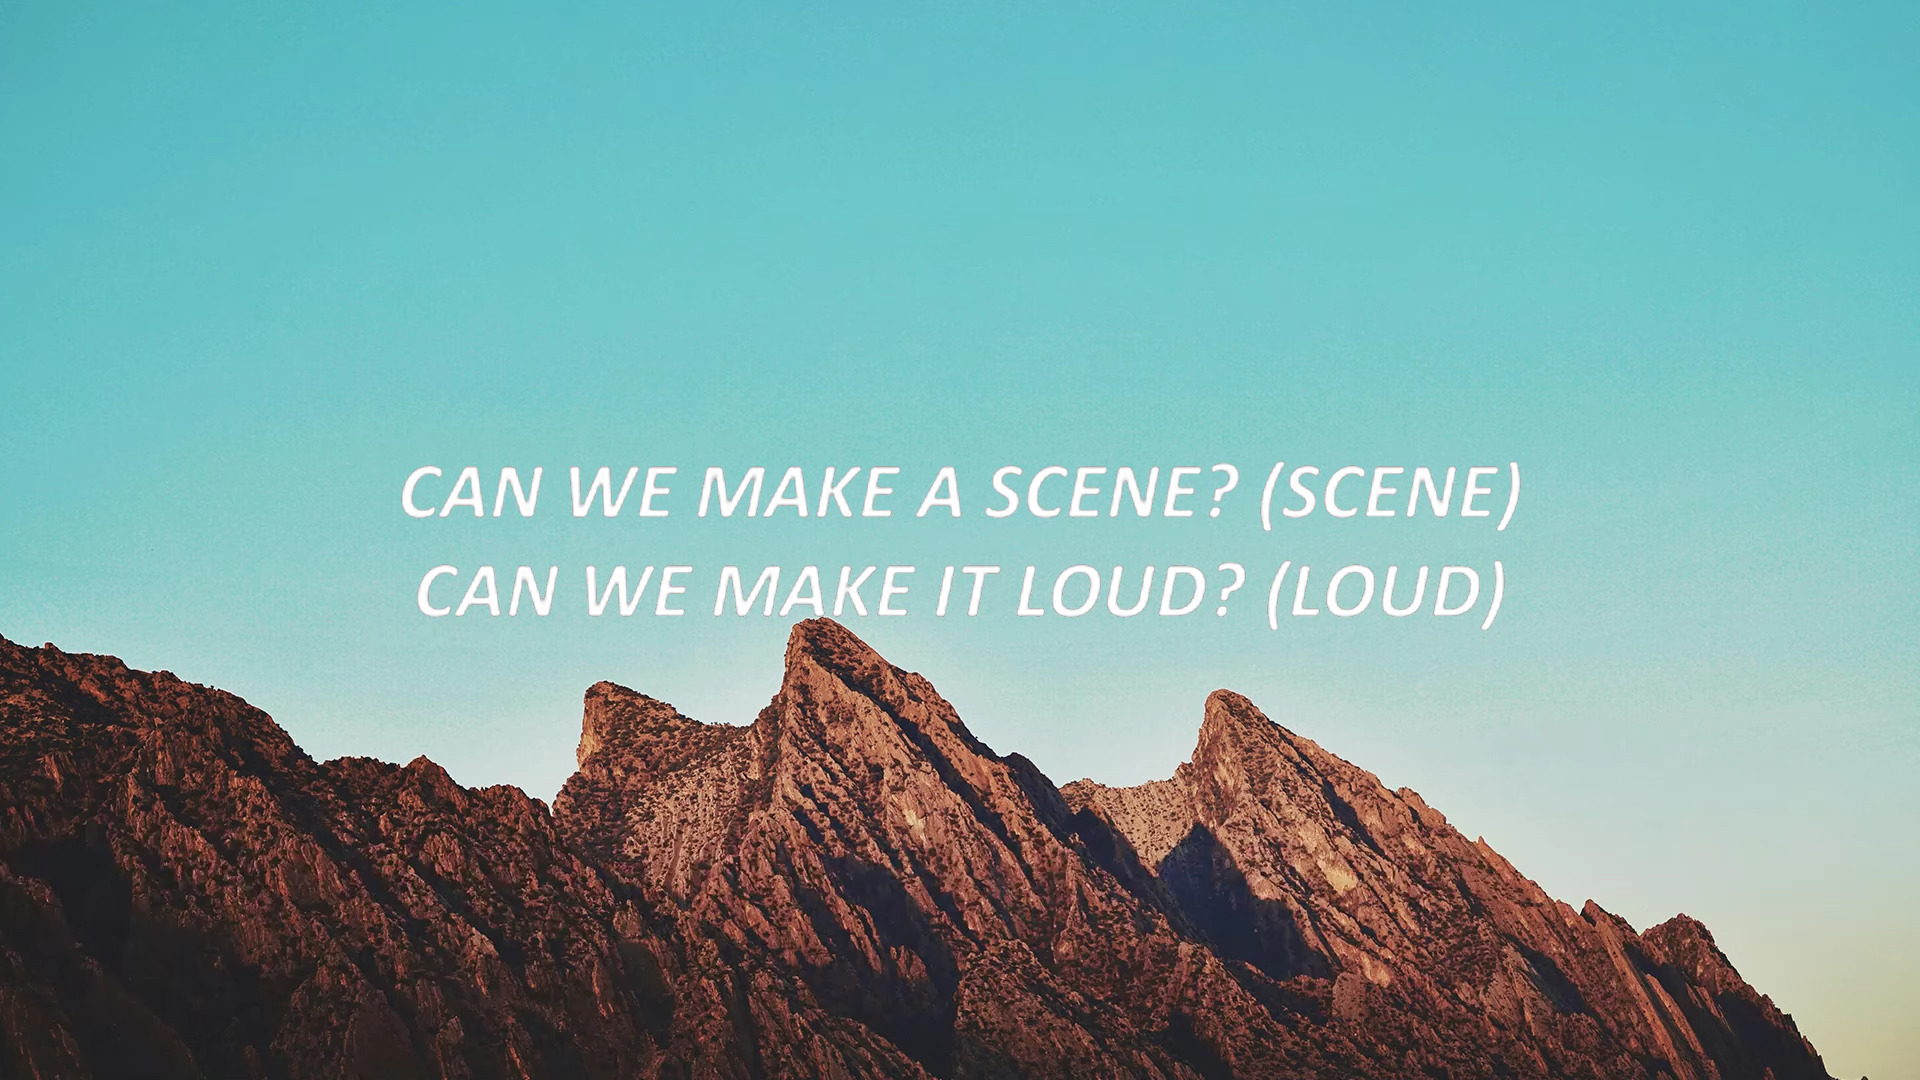 CAN WE MAKE A SCENE? (SCENE)
CAN WE MAKE IT LOUD? (LOUD)